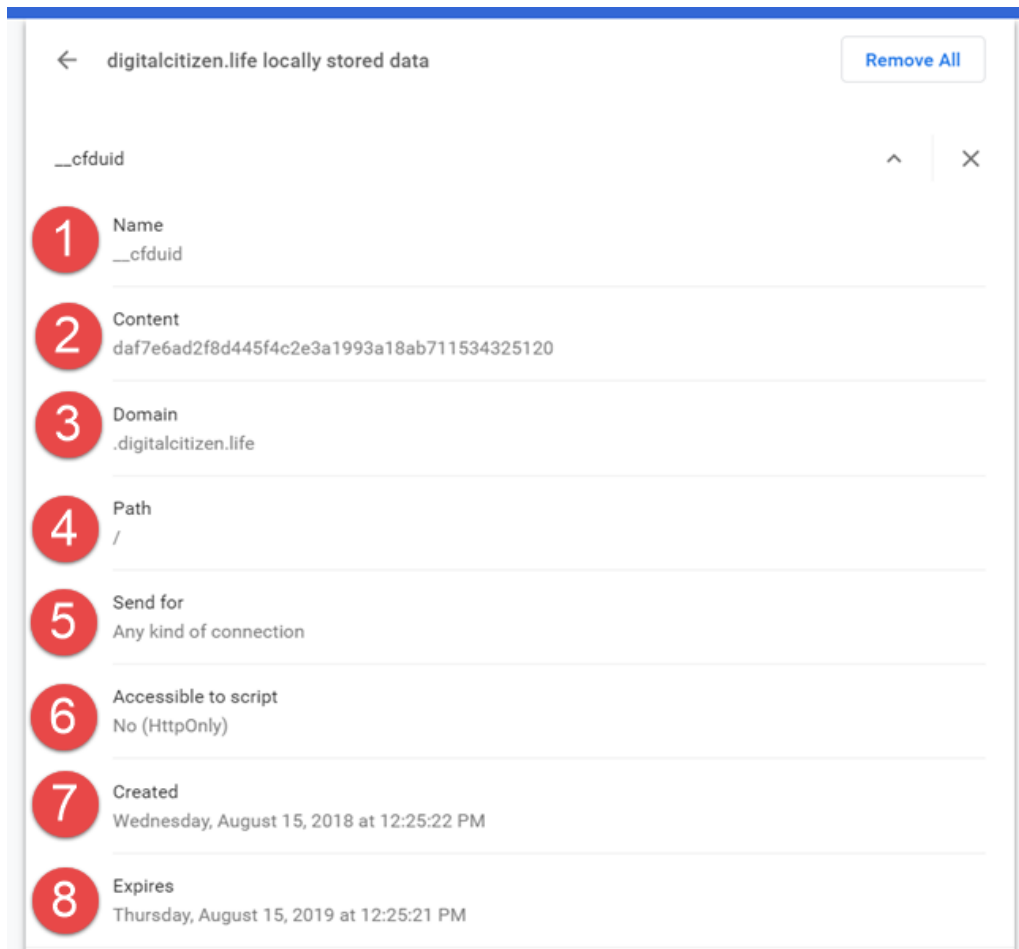 digitalcitizen.life locally stored data Remove All
__cfduid
1 Name
__cfduid
2 Content
daf7e6ad2f8d445f4c2e3a1993a18ab711534325120
3 Domain
.digitalcitizen.life
4 Path
/
5 Send for
Any kind of connection
6 Accessible to script
No (HttpOnly)
7 Created
Wednesday, August 15, 2018 at 12:25:22 PM
8 Expires
Thursday, August 15, 2019 at 12:25:21 PM